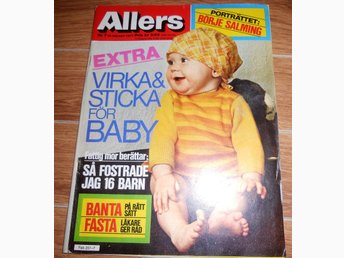 Allers
PORTRÄTTET:
BÖRJE SALMING
EXTRA
VIRKA&
STICKA
FÖR
BABY
Fattig mor berättar:
SÅ FOSTRADE
JAG 16 BARN
BANTA PÅ RÄTT SÄTT
FASTA LÄKARE GER RÅD